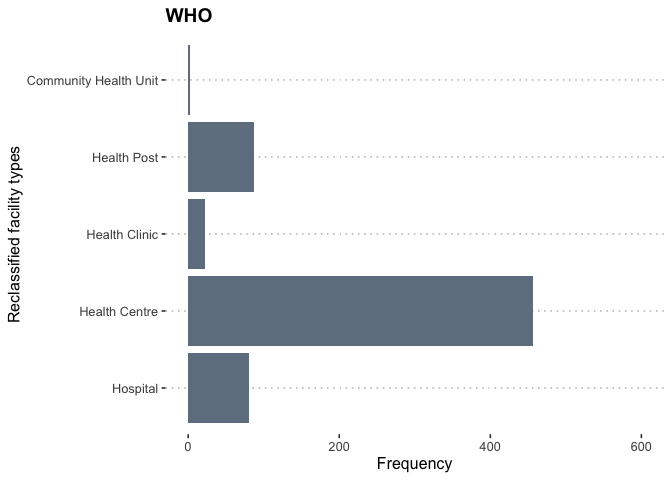 WHO
Reclassified facility types
Community Health Unit
Health Post
Health Clinic
Health Centre
Hospital
0 200 400 600
Frequency